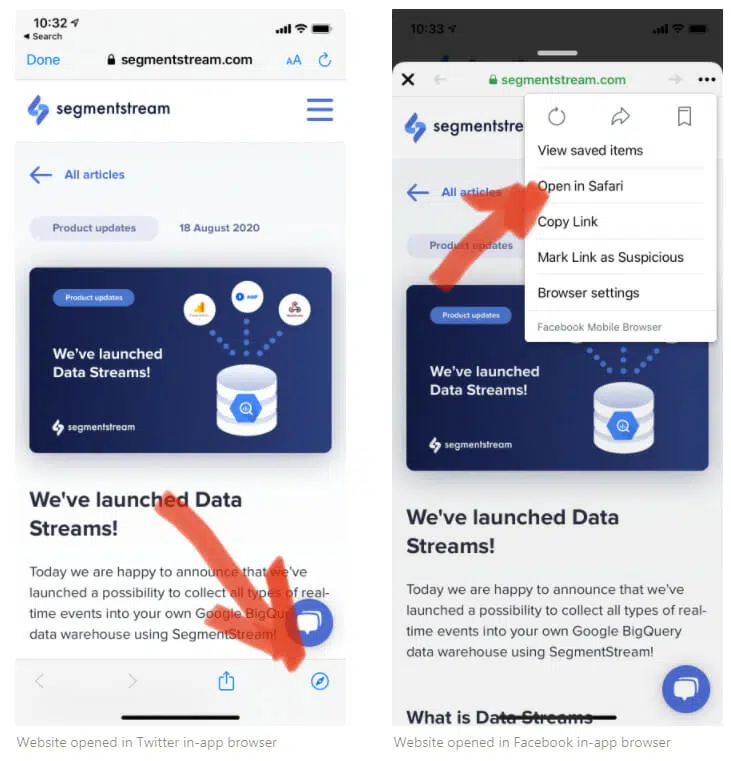 10:32
Search
Done
segmentstream.com
AA
segmentstream
All articles
Product updates
18 August 2020
Product updates
AMP
We've launched
Data Streams!
segmentstream
We've launched Data
Streams!
Today we are happy to announce that we've
launched a possibility to collect all types of real-
time events into your own Google BigQuery
data warehouse using SegmentStream!
Website opened in Twitter in-app browser
10:33
segmentstream.com
segmentstre
View saved items
Open in Safari
Copy Link
Mark Link as Suspicious
Browser settings
Facebook Mobile Browser
All articles
Product updates
Product updates
We've launched
Data Streams!
segmentstream
We've launched Data
Streams!
Today we are happy to announce that we've
launched a possibility to collect all types of real-
time events into your own Google BigQuery
data warehouse using SegmentStream!
What is Data Streams
Website opened in Facebook in-app browser